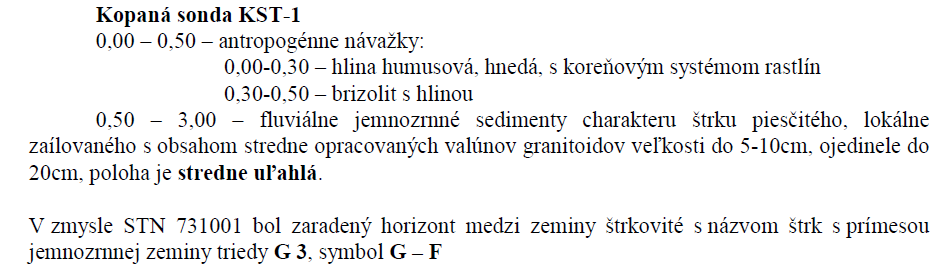 Kopaná sonda KST-1
0,00 – 0,50 – antropogénne návažky:
0,00-0,30 – hlina humusová, hnedá, s koreňovým systémom rastlín
0,30-0,50 – brizolit s hlinou
0,50 – 3,00 – fluviálne jemnozrnné sedimenty charakteru štrku piesčitého, lokálne
zaílovaného s obsahom stredne opracovaných valúnov granitoidov veľkosti do 5-10cm, ojedinele do
20cm, poloha je stredne uľahlá.
V zmysle STN 731001 bol zaradený horizont medzi zeminy štrkovité s názvom štrk s prímesou
jemnozrnnej zeminy triedy G 3, symbol G – F